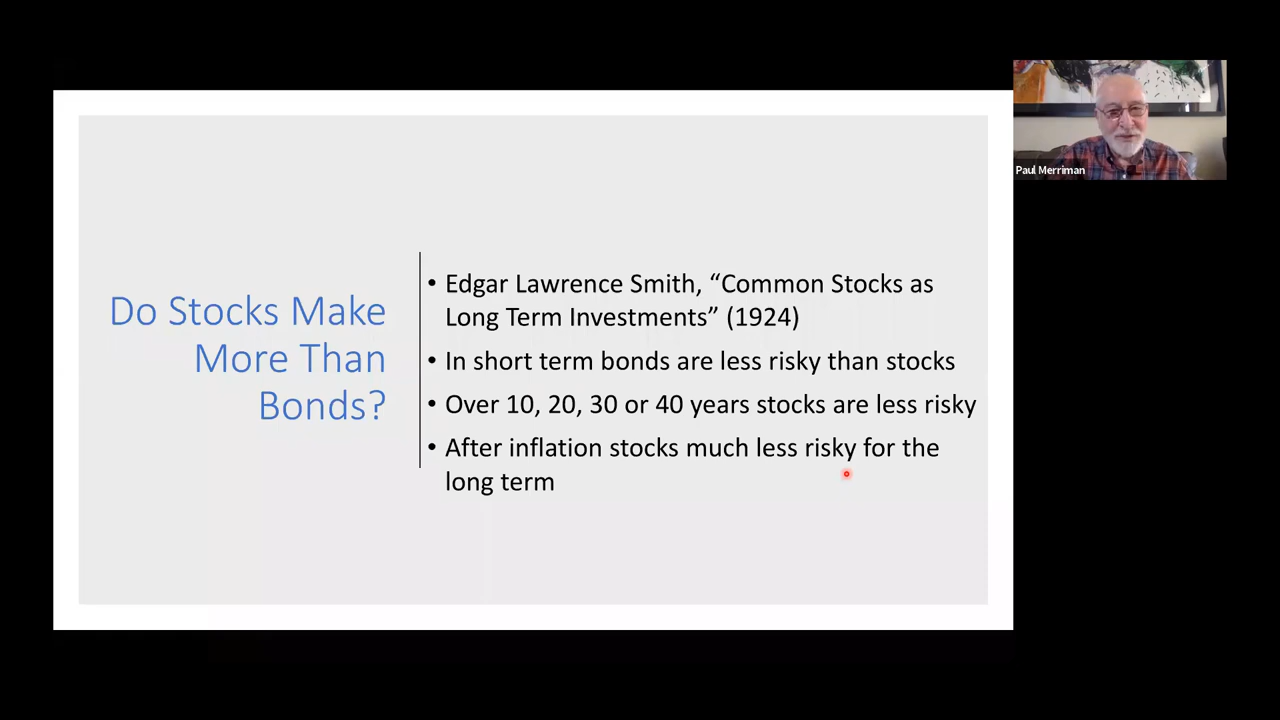 Do Stocks Make
More Than
Bonds?
• Edgar Lawrence Smith, “Common Stocks as
Long Term Investments” (1924)
• In short term bonds are less risky than stocks
• Over 10, 20, 30 or 40 years stocks are less risky
• After inflation stocks much less risky for the
long term
Paul Merriman